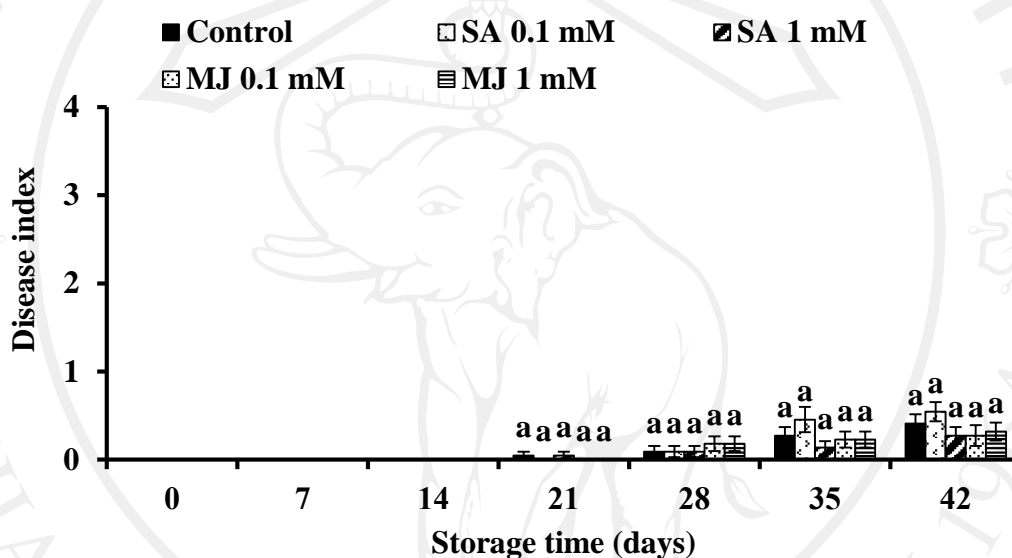 Control SA 0.1 mM SA 1 mM
MJ 0.1 mM MJ 1 mM
4
3
2
1
0
Disease index
a a a a a
a a a a a
a a a a a
a a a a a
0 7 14 21 28 35 42
Storage time (days)